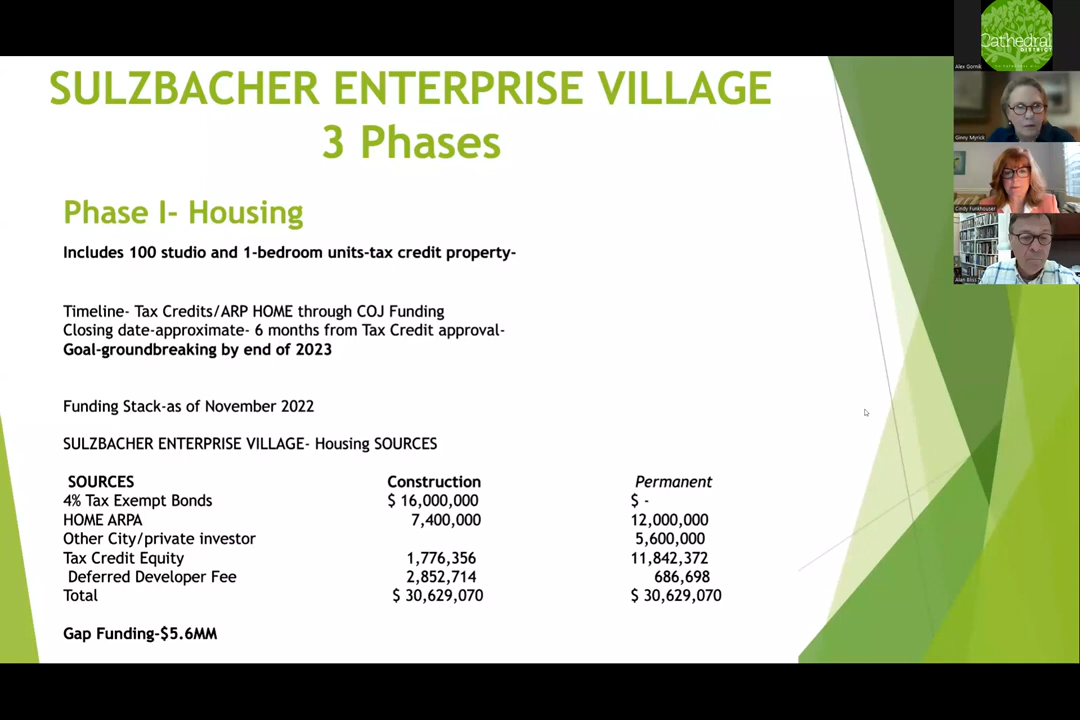 SULZBACHER ENTERPRISE VILLAGE
3 Phases
Phase I- Housing
Includes 100 studio and 1-bedroom units-tax credit property-
Timeline- Tax Credits/ARP HOME through COJ Funding
Closing date-approximate- 6 months from Tax Credit approval-
Goal-groundbreaking by end of 2023
Funding Stack-as of November 2022
SULZBACHER ENTERPRISE VILLAGE- Housing SOURCES
SOURCES Construction Permanent
4% Tax Exempt Bonds $ 16,000,000 $ -
HOME ARPA 7,400,000 12,000,000
Other City/private investor 5,600,000
Tax Credit Equity 1,776,356 11,842,372
Deferred Developer Fee 2,852,714 686,698
Total $ 30,629,070 $ 30,629,070
Gap Funding-$5.6MM
Cathedral
DISTRICT
Alex Gornik
Ginny Myrick
Cindy Funkhouser
Alan Bliss